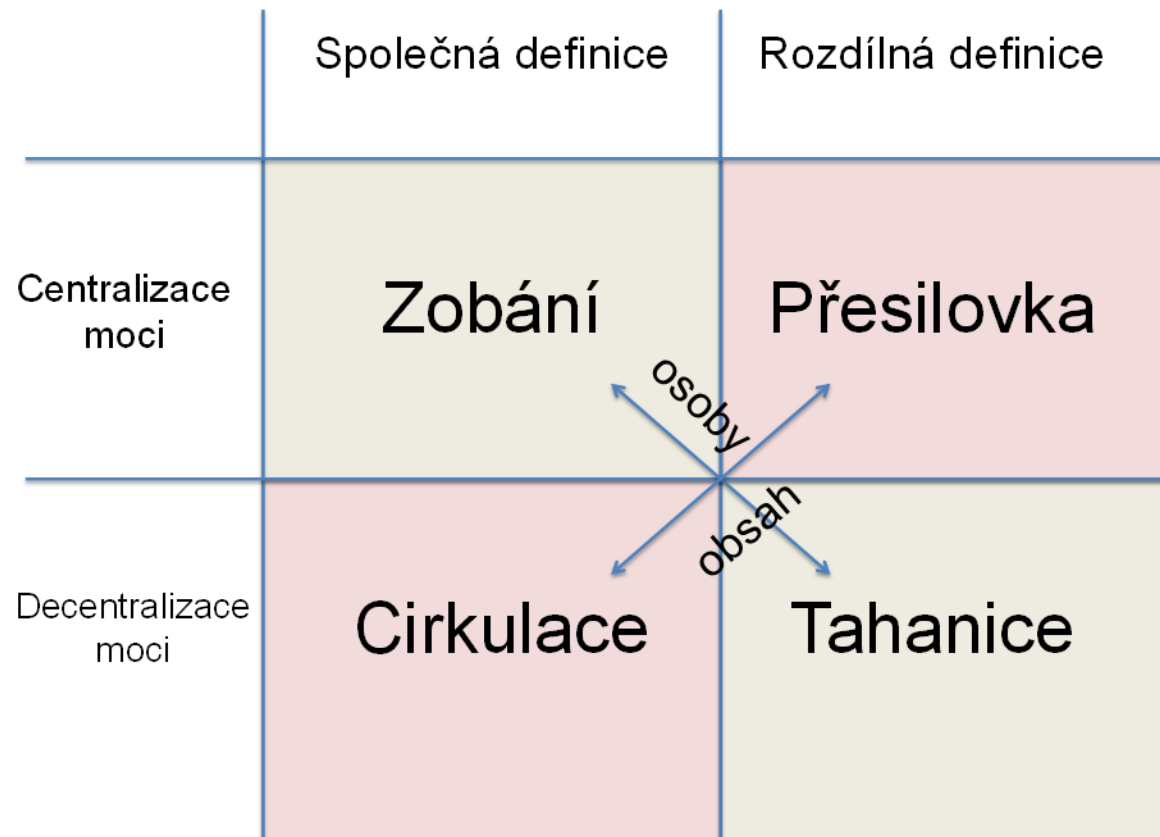 Společná definice
Rozdílná definice
Centralizace
moci
Zobání
Přesilovka
osoby
obsah
Decentralizace
moci
Cirkulace
Tahanice